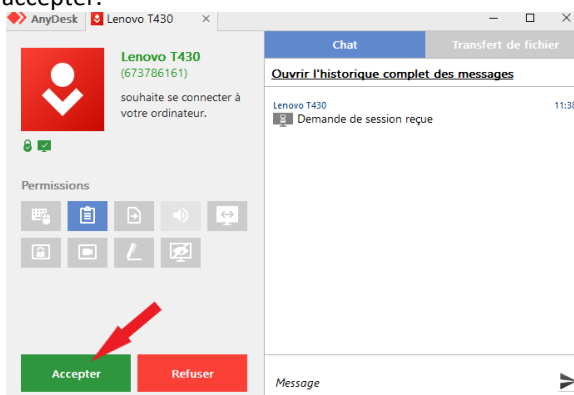 accepter.
AnyDesk Lenovo T430
Lenovo T430
(673786161)
souhaite se connecter à
votre ordinateur.
Permissions
Accepter Refuser
Chat Transfert de fichier
Ouvrir l'historique complet des messages
Lenovo T430 11:38
Demande de session reçue
Message